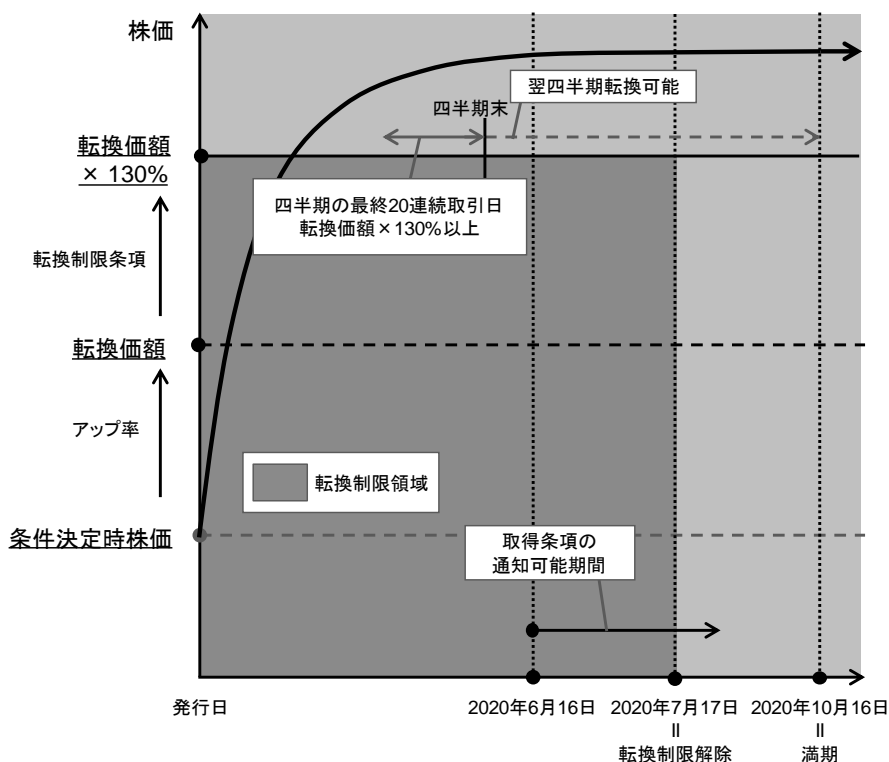 株価
翌四半期転換可能
四半期末
転換価額
× 130%
四半期の最終20連続取引日
転換価額×130%以上
転換制限条項
転換価額
アップ率
転換制限領域
条件決定時株価
取得条項の
通知可能期間
発行日
2020年6月16日
2020年7月17日
=
転換制限解除
2020年10月16日
=
満期